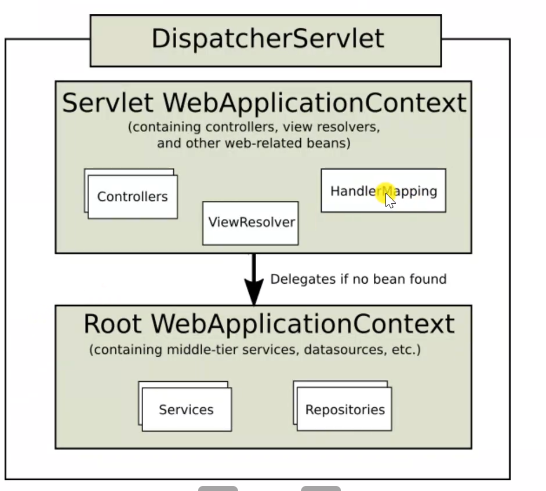 DispatcherServlet
Servlet WebApplicationContext
(containing controllers, view resolvers,
and other web-related beans)
Controllers
HandlerMapping
ViewResolver
Delegates if no bean found
Root WebApplicationContext
(containing middle-tier services, datasources, etc.)
Services
Repositories